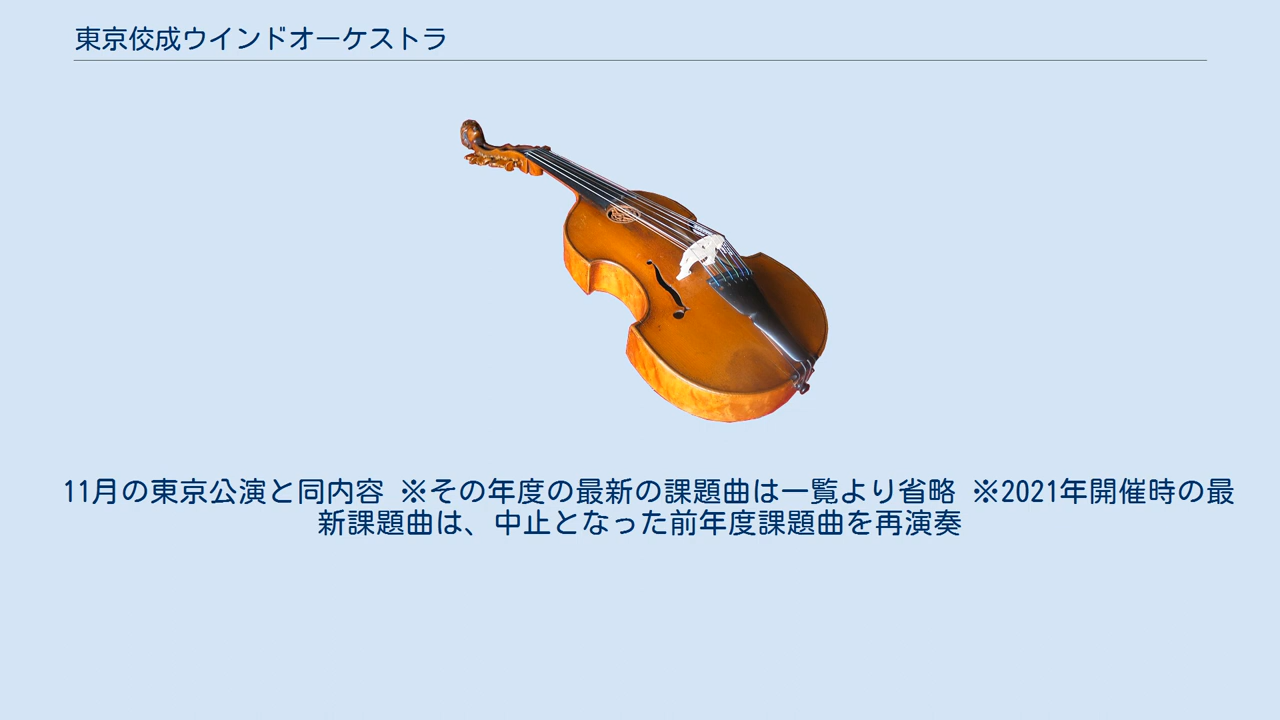 東京佼成ウインドオーケストラ
11月の東京公演と同内容 ※その年度の最新の課題曲は一覧より省略 ※2021年開催時の最
新課題曲は、中止となった前年度課題曲を再演奏